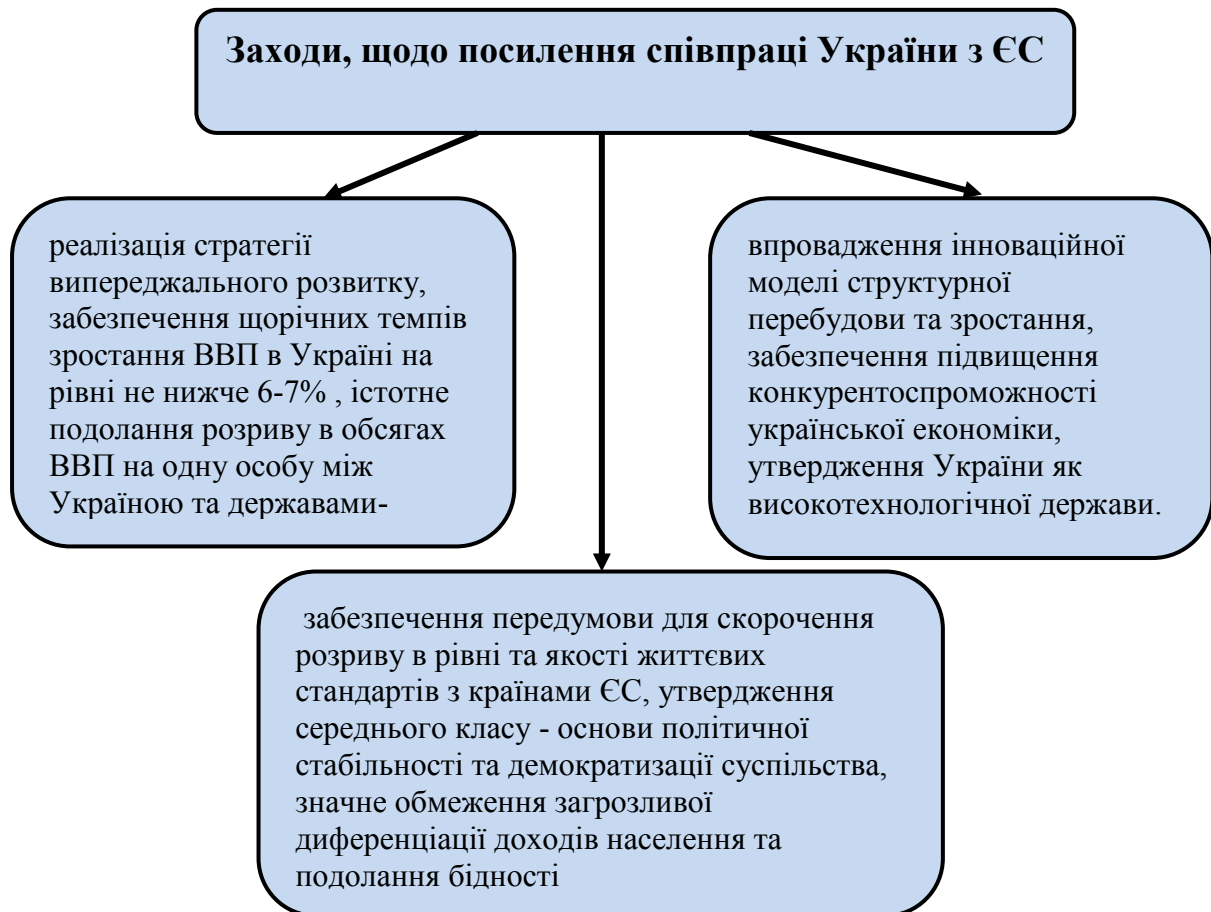 Заходи, щодо посилення співпраці України з ЄС
реалізація стратегії
випереджального розвитку,
забезпечення щорічних темпів
зростання ВВП в Україні на
рівні не нижче 6-7% , істотне
подолання розриву в обсягах
ВВП на одну особу між
Україною та державами-
впровадження інноваційної
моделі структурної
перебудови та зростання,
забезпечення підвищення
конкурентоспроможності
української економіки,
утвердження України як
високотехнологічної держави.
забезпечення передумови для скорочення
розриву в рівні та якості життєвих
стандартів з країнами ЄС, утвердження
середнього класу - основи політичної
стабільності та демократизації суспільства,
значне обмеження загрозливої
диференціації доходів населення та
подолання бідності